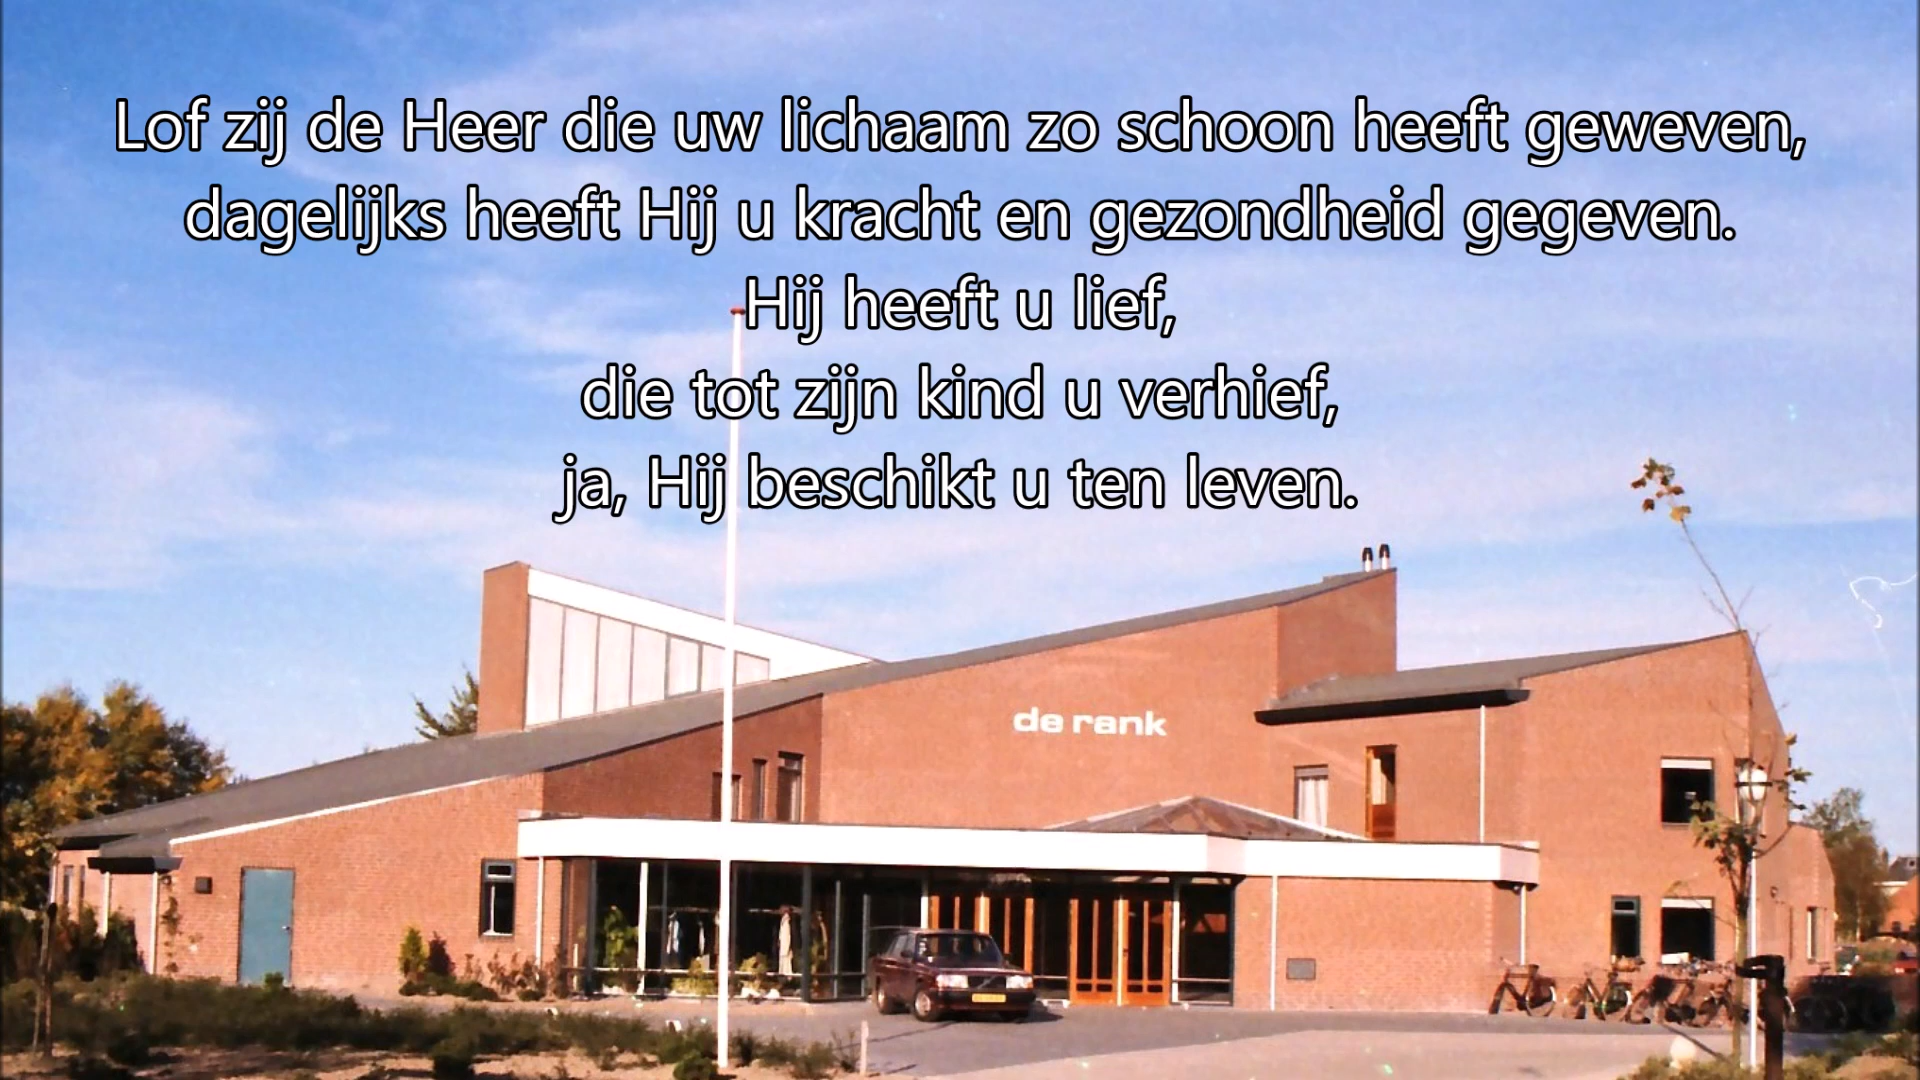 Lof zij de Heer die uw lichaam zo schoon heeft geweven,
dagelijks heeft Hij u kracht en gezondheid gegeven.
Hij heeft u lief,
die tot zijn kind u verhief,
ja, Hij beschikt u ten leven.
de rank